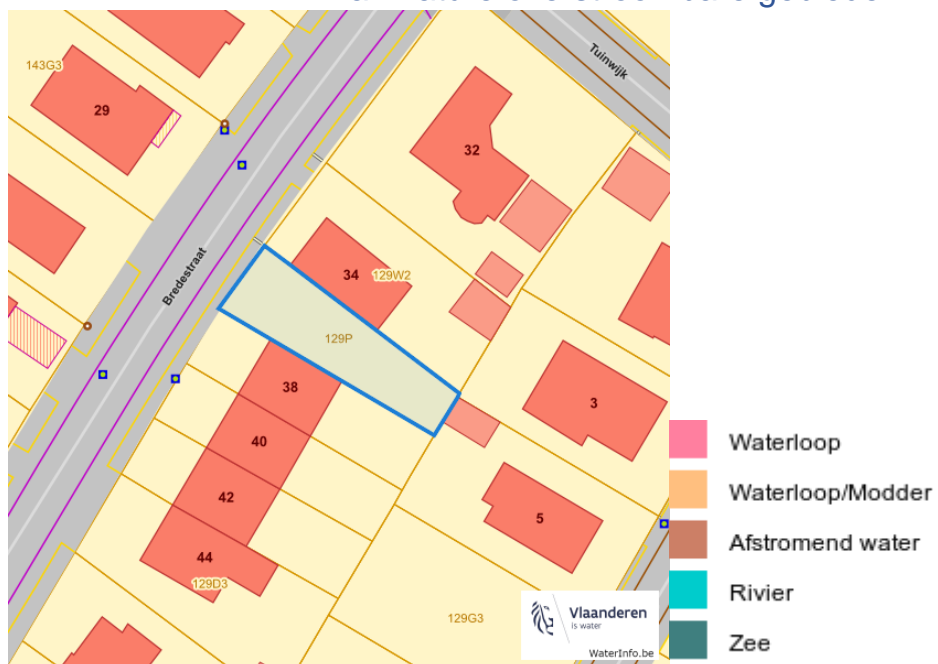 Tuinwijk
143G3
29
32
Bredestraat
34
129W2
129P
38
3
40
42
5
44
129D3
129G3
Vlaanderen
is water
WaterInfo.be
Waterloop
Waterloop/Modder
Afstromend water
Rivier
Zee